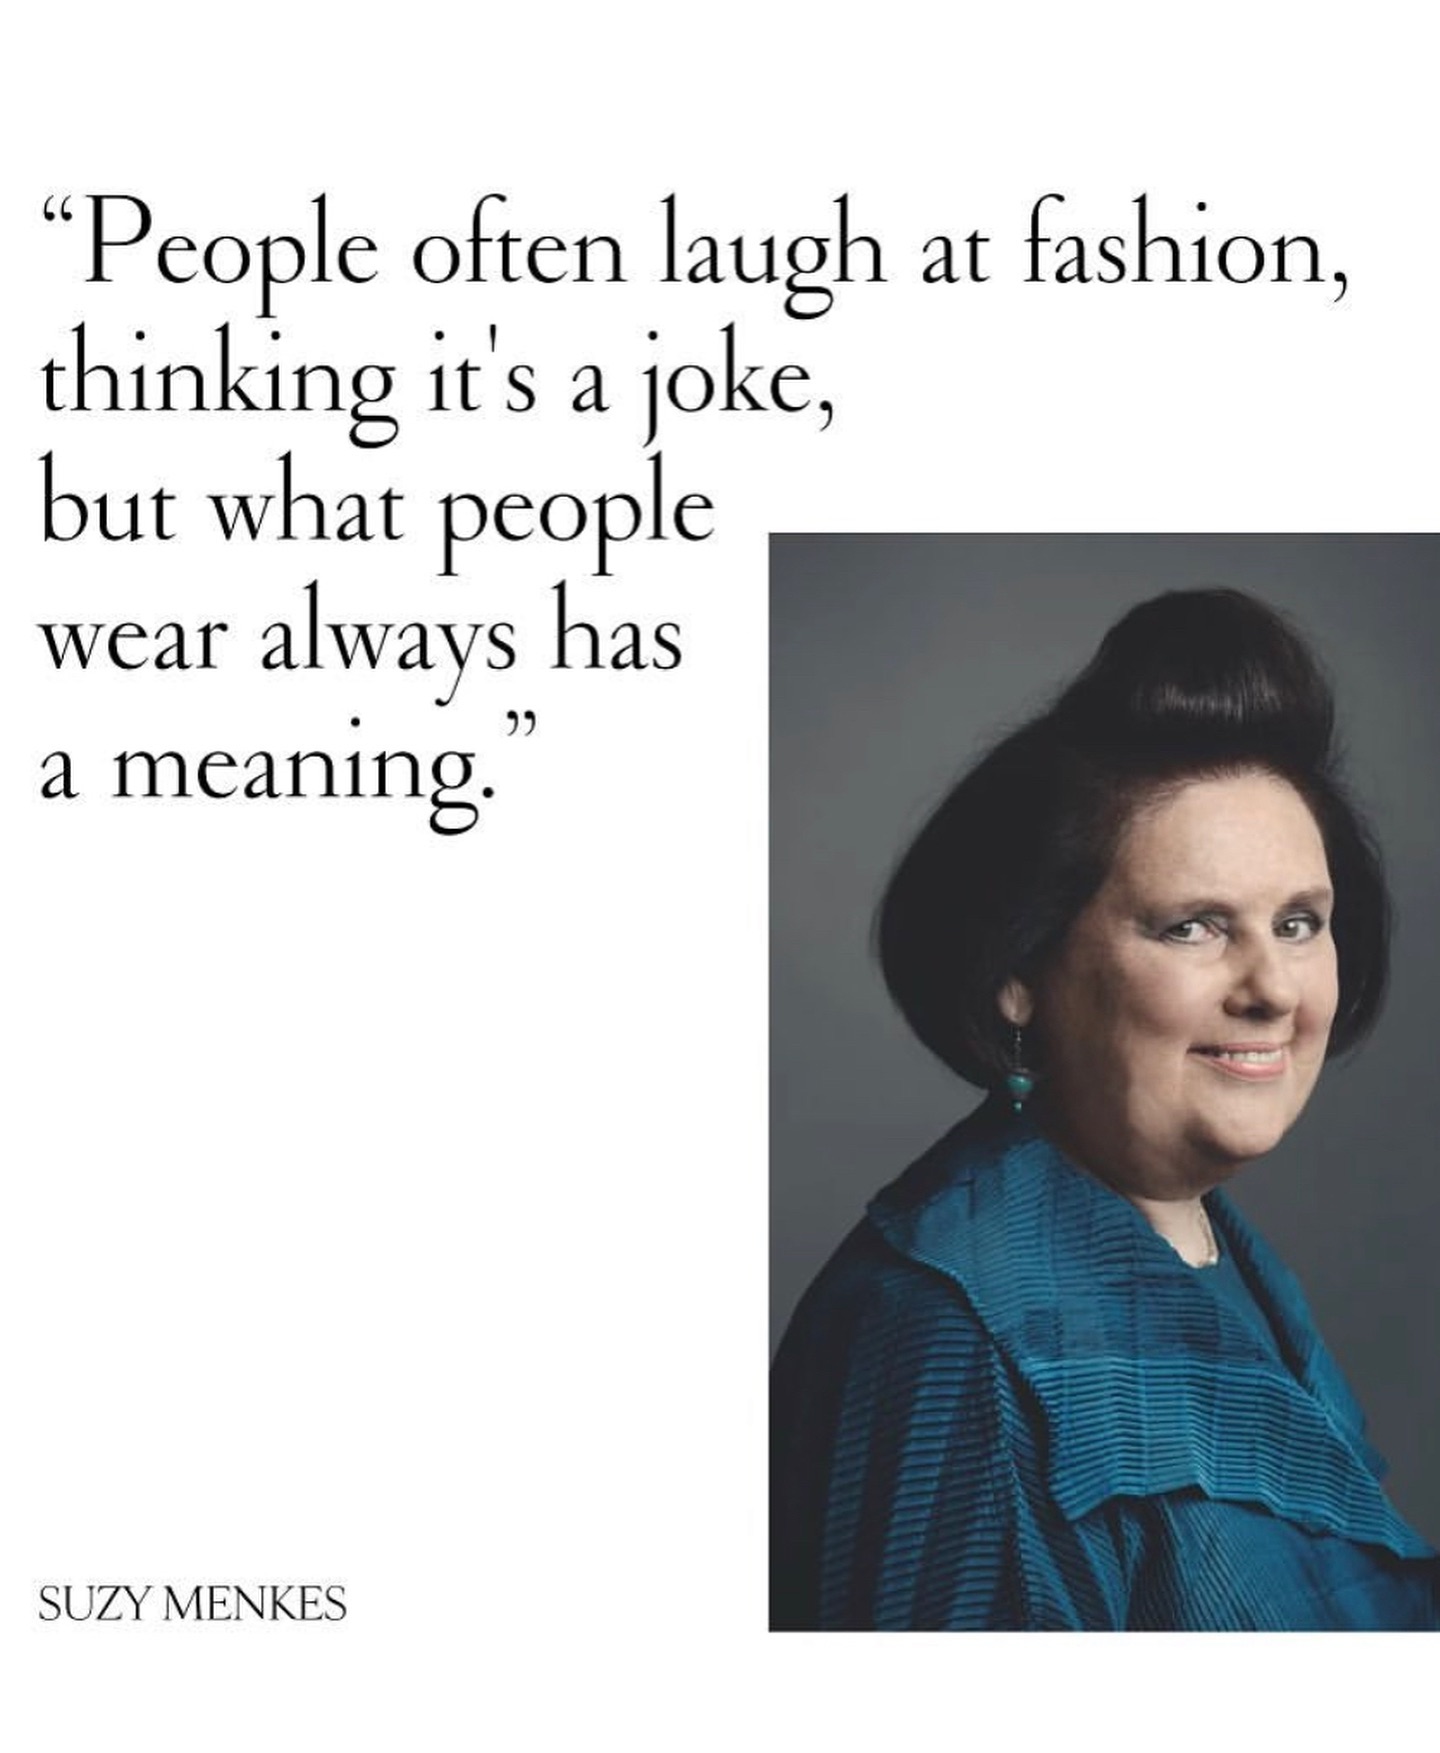 “People often laugh at fashion,
thinking it's a joke,
but what people
wear always has
a meaning.”
SUZY MENKES